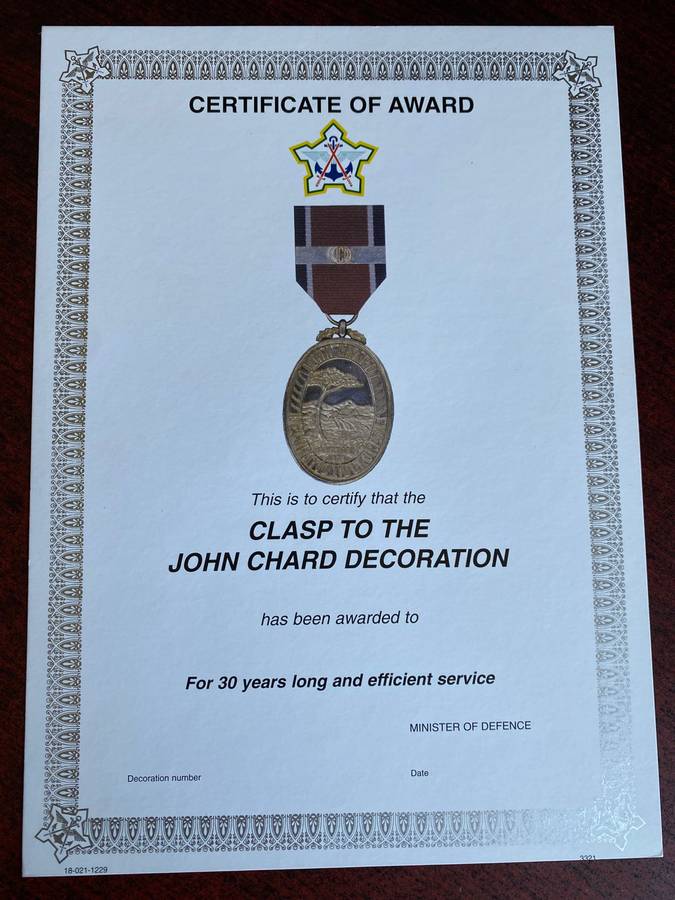 CERTIFICATE OF AWARD
This is to certify that the
CLASP TO THE
JOHN CHARD DECORATION
has been awarded to
For 30 years long and efficient service
MINISTER OF DEFENCE
Decoration number
Date
18-021-1229
3321